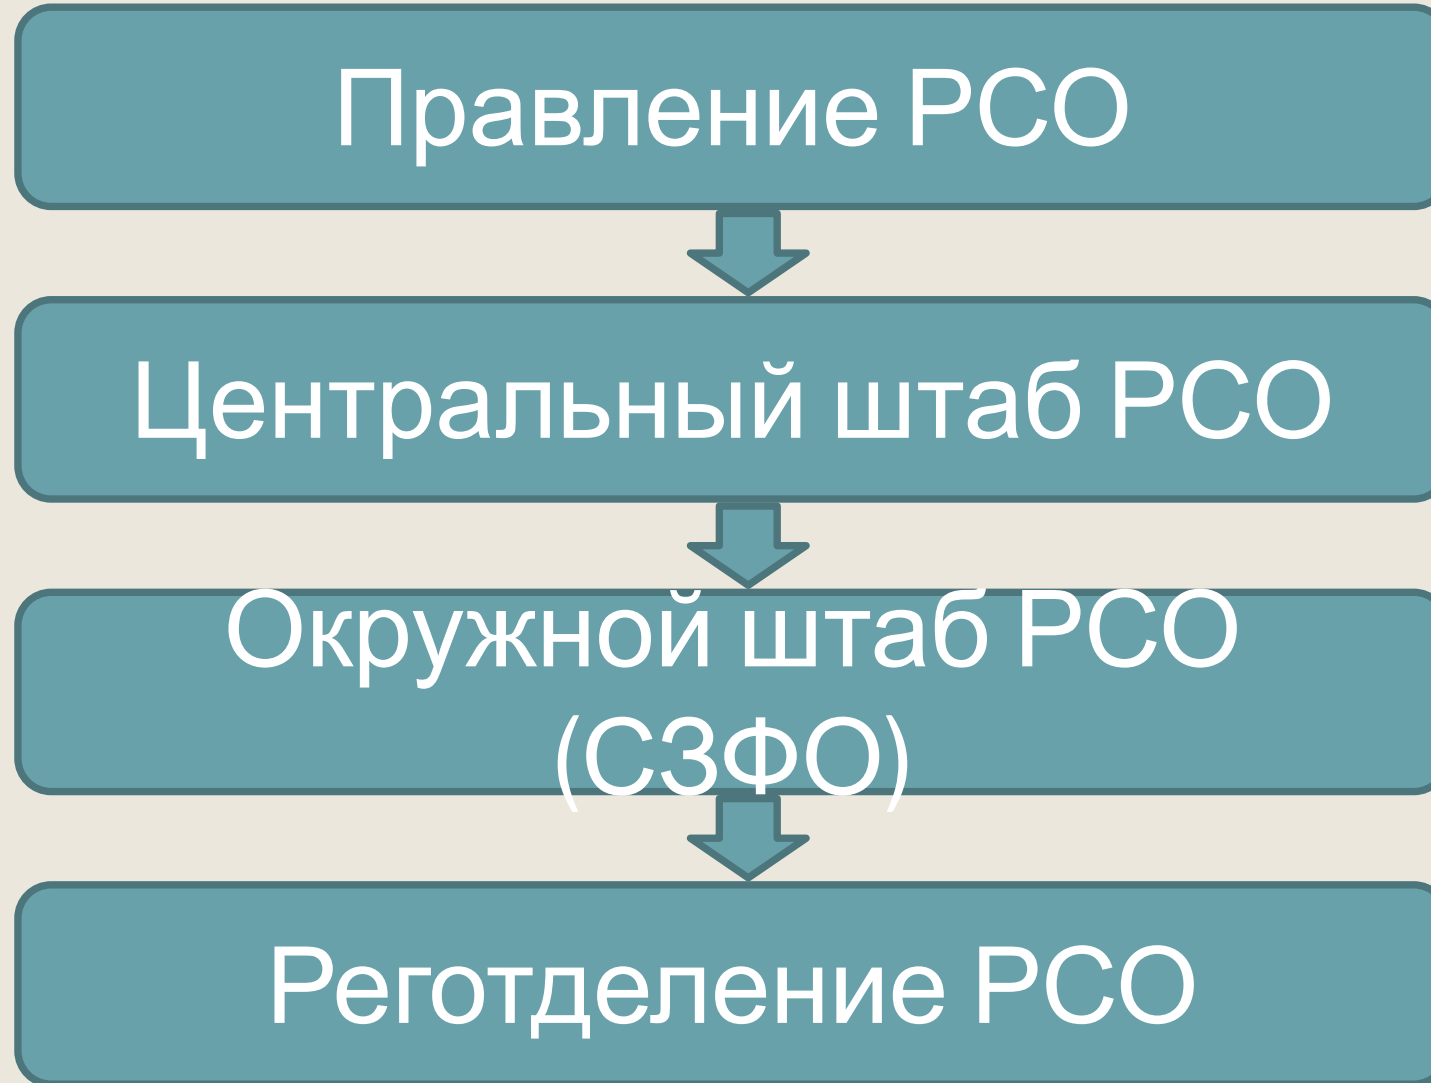 Правление РСО
Центральный штаб РСО
Окружной штаб РСО
(СЗФО)
Реготделение РСО